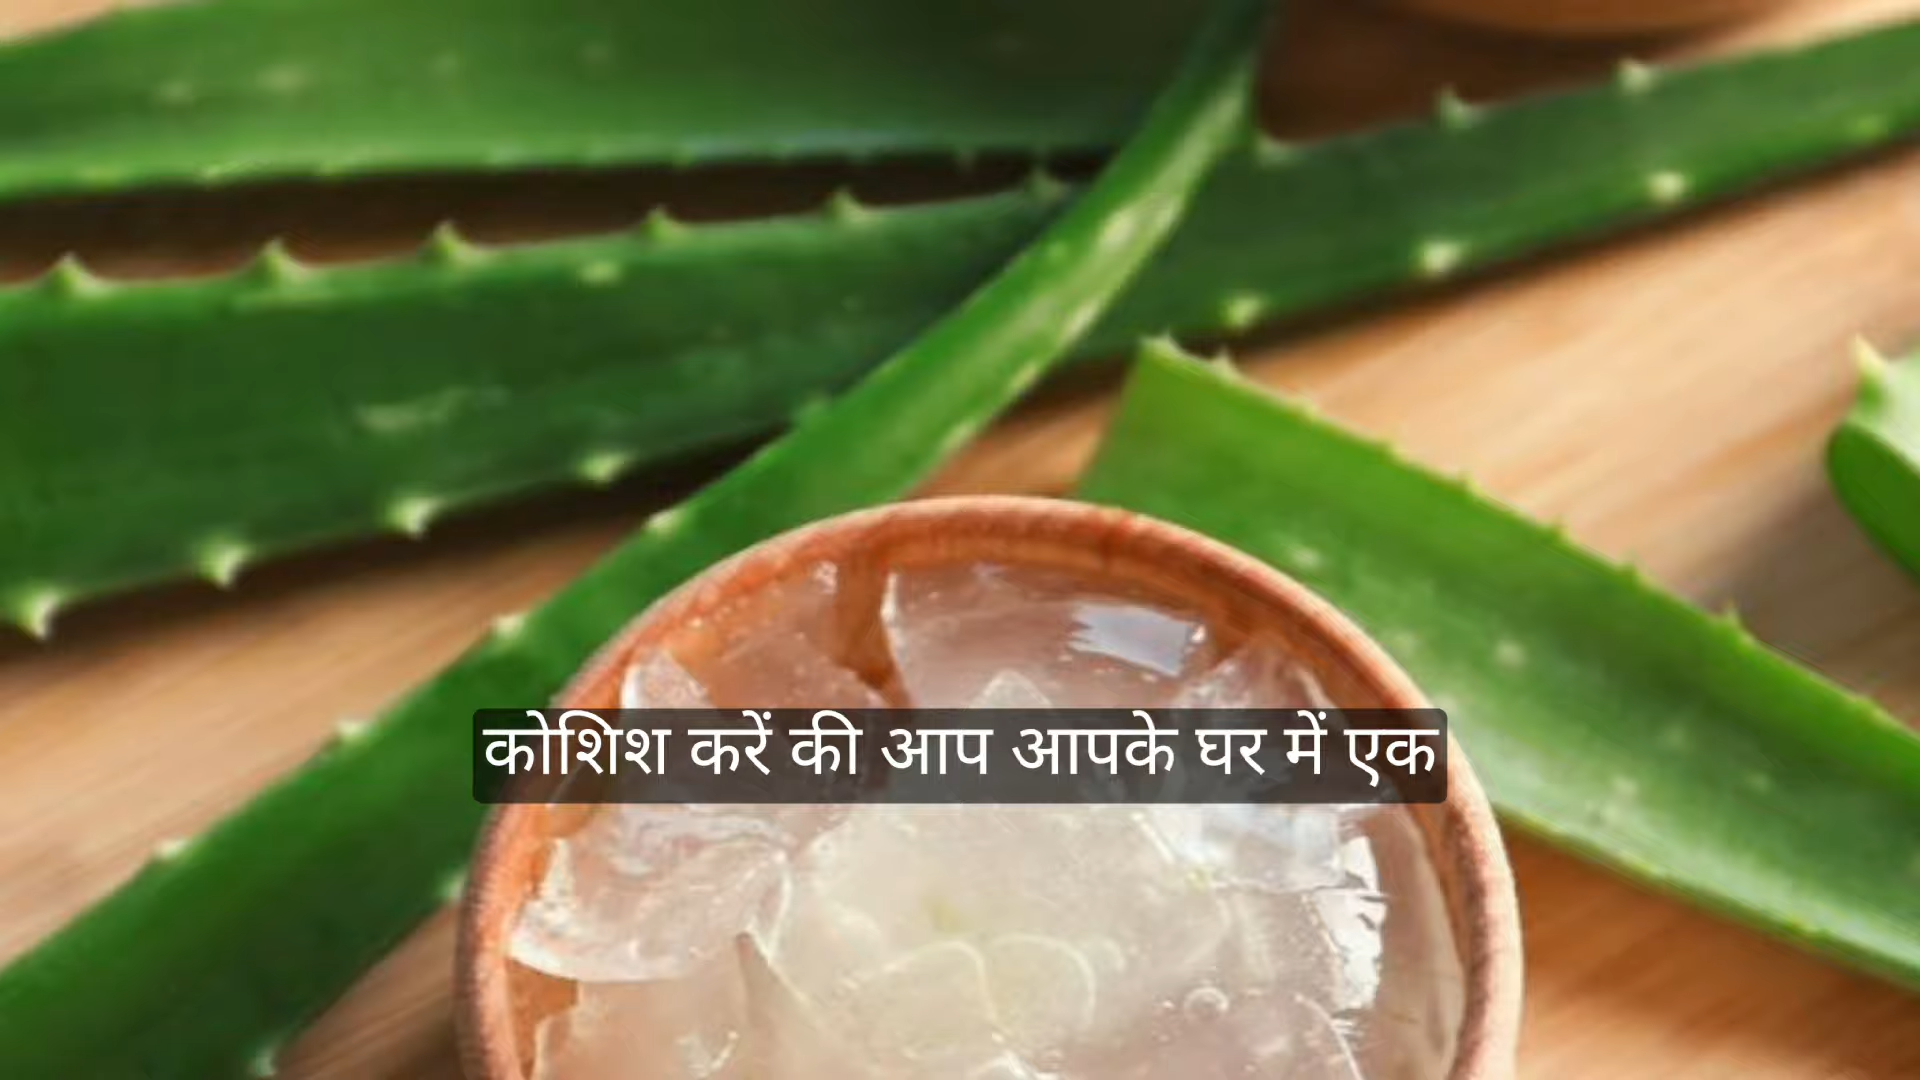 कोशिश करें की आप आपके घर में एक